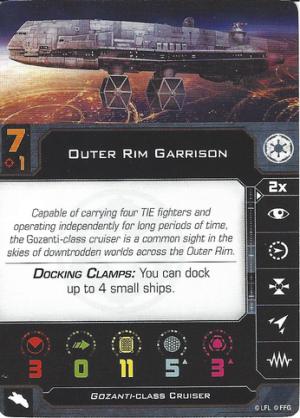 7
1
Outer Rim Garrison
2x
Capable of carrying four TIE fighters and
operating independently for long periods of time,
the Gozanti-class cruiser is a common sight in the
skies of downtrodden worlds across the Outer Rim.
Docking Clamps: You can dock
up to 4 small ships.
3 0 11 5 3
Gozanti-class Cruiser
©LFL ©FFG